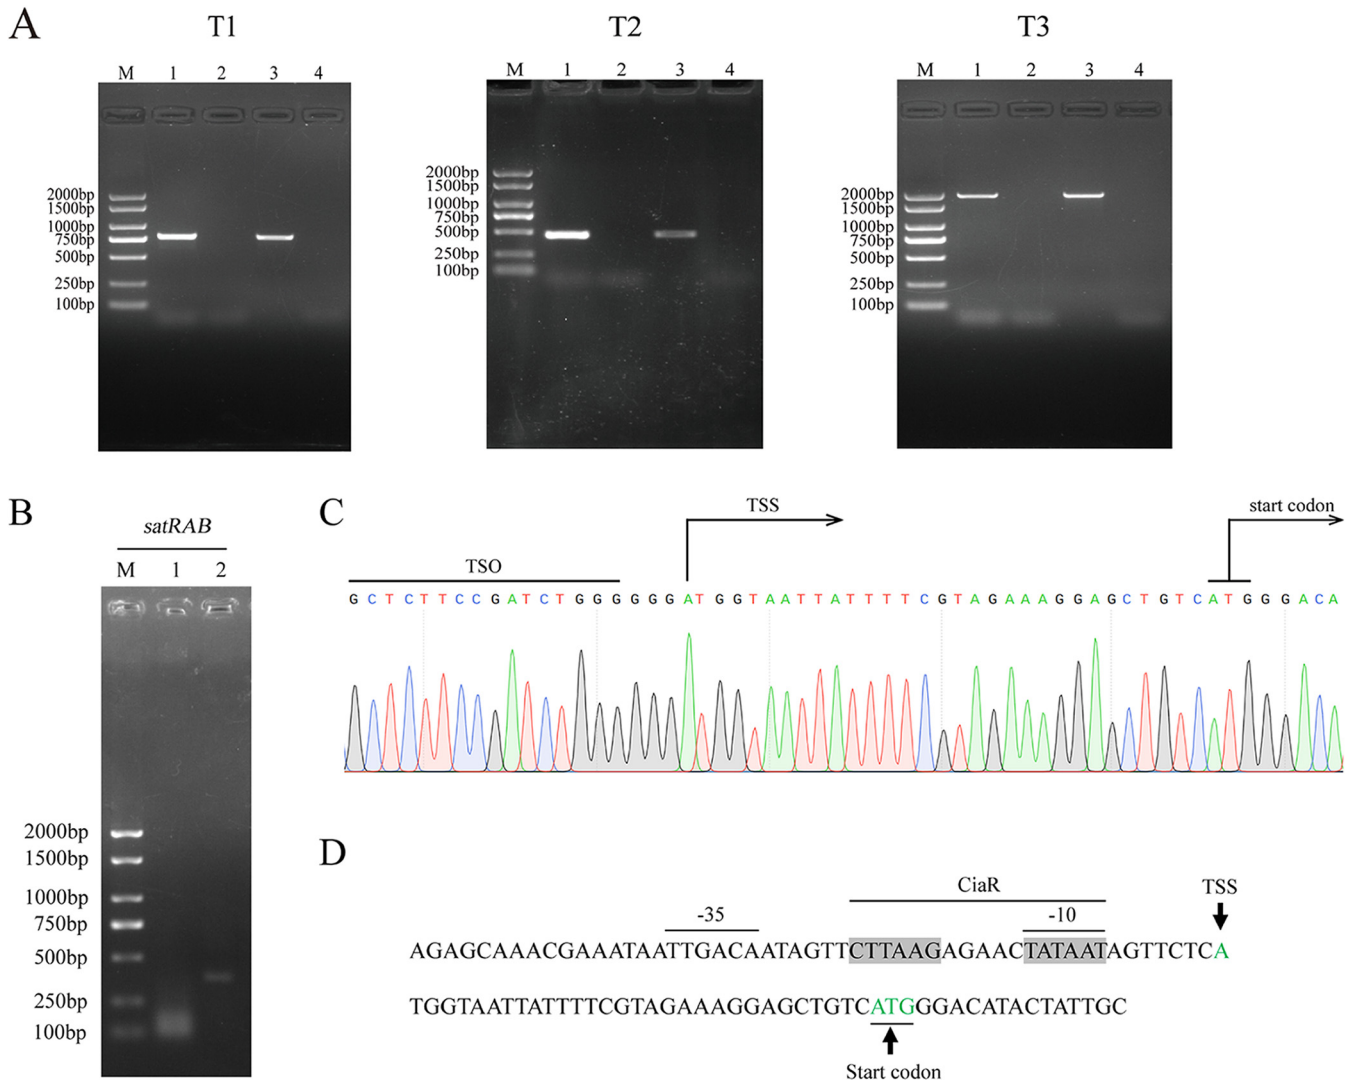 A
T1
T2
T3
M 1 2 3 4
M 1 2 3 4
M 1 2 3 4
2000bp
1500bp
1000bp
750bp
500bp
250bp
100bp
2000bp
1500bp
1000bp
750bp
500bp
250bp
100bp
2000bp
1500bp
1000bp
750bp
500bp
250bp
100bp
B
satRAB
M 1 2
2000bp
1500bp
1000bp
750bp
500bp
250bp
100bp
C
TSS
start codon
TSO
GCTCTTCCGATCTGGGGGGATGGTAATTATTTTCGTAGAAAGGAGCTGTCATGGGACA
D
CiaR
TSS
-35
-10
AGAGCAAACGAAATAATTGACAATAGTTCTTAAGAGAACTATAATAGTTCTCA
TGGTAATTATTTTCGTAGAAAGGAGCTGTCATGGGACATACTATTGC
Start codon